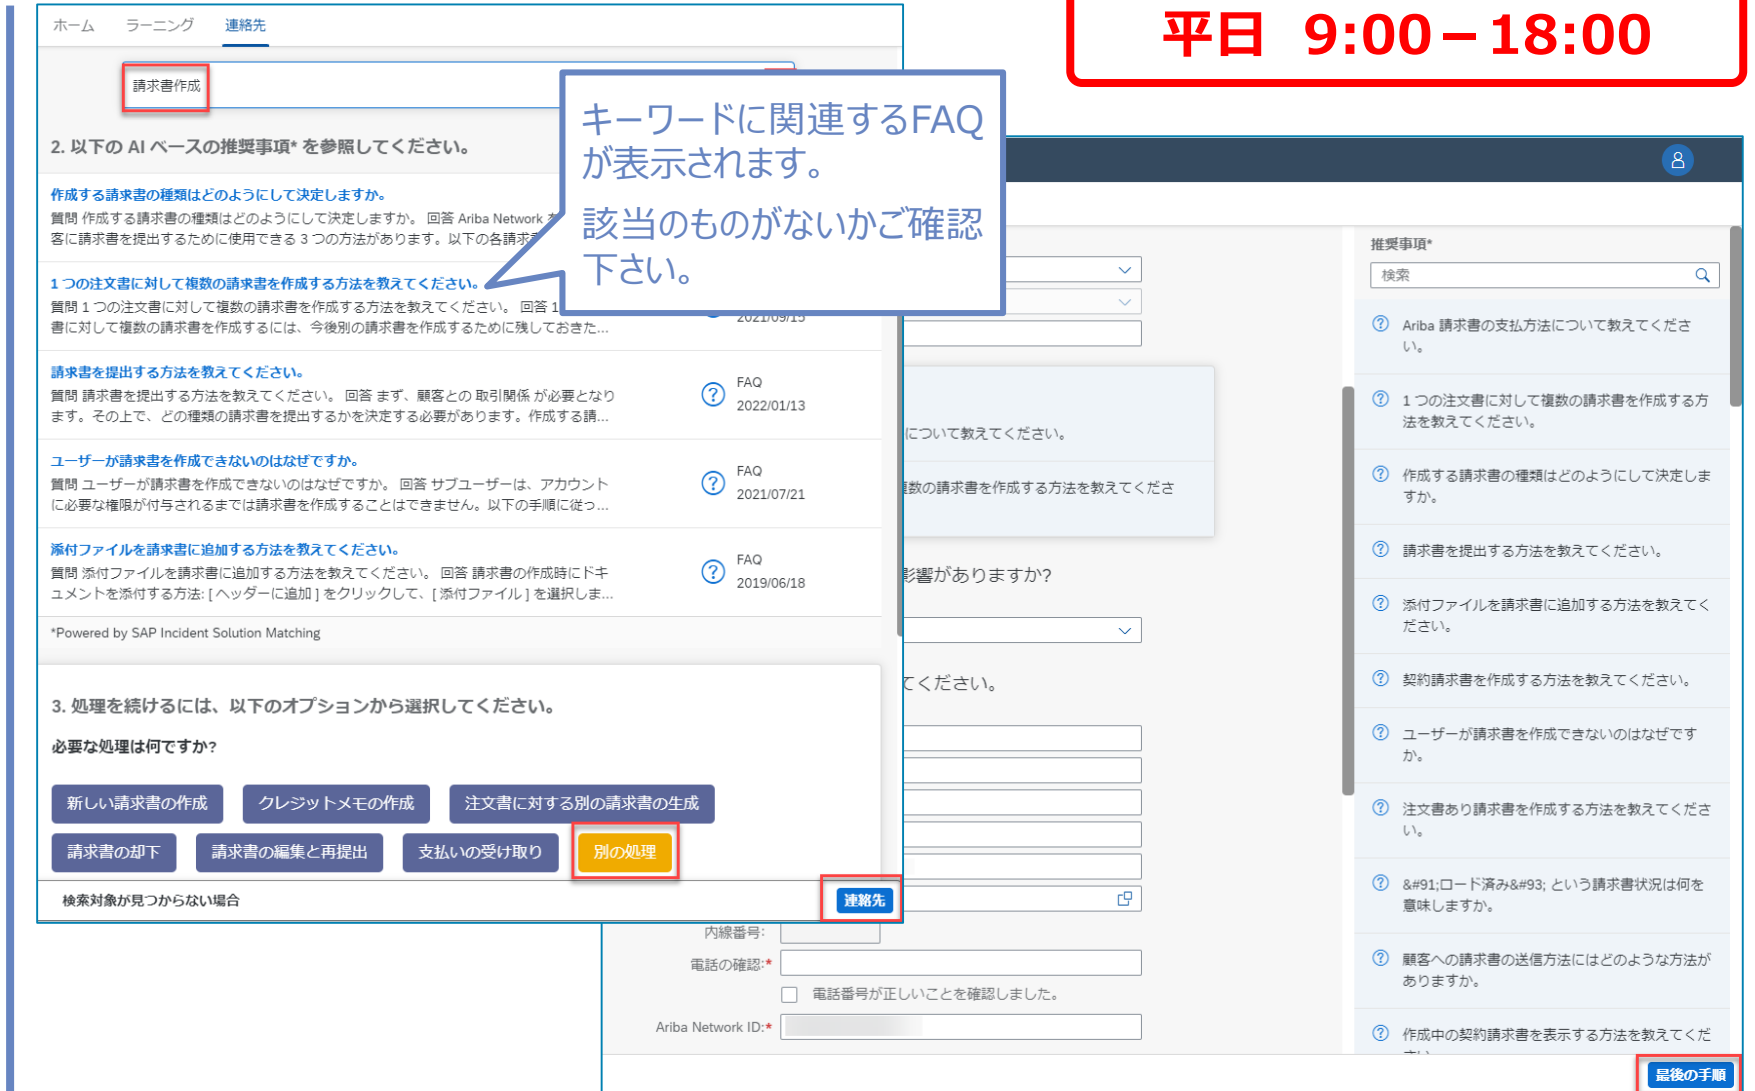 平日 9:00－18:00
ホーム ラーニング 連絡先
請求書作成
2. 以下の AI ベースの推奨事項* を参照してください。
作成する請求書の種類はどのようにして決定しますか。
質問 作成する請求書の種類はどのようにして決定しますか。 回答 Ariba Network
客に請求書を提出するために使用できる 3 つの方法があります。以下の各請求
1 つの注文書に対して複数の請求書を作成する方法を教えてください。
質問 1 つの注文書に対して複数の請求書を作成する方法を教えてください。 回答 1
書に対して複数の請求書を作成するには、今後別の請求書を作成するために残しておきた...
2021/09/15
請求書を提出する方法を教えてください。
質問 請求書を提出する方法を教えてください。 回答 まず、顧客との 取引関係 が必要となり
ます。その上で、どの種類の請求書を提出するかを決定する必要があります。作成する請...
FAQ
2022/01/13
ユーザーが請求書を作成できないのはなぜですか。
質問 ユーザーが請求書を作成できないのはなぜですか。 回答 サブユーザーは、アカウント
に必要な権限が付与されるまでは請求書を作成することはできません。以下の手順に従っ...
FAQ
2021/07/21
添付ファイルを請求書に追加する方法を教えてください。
質問 添付ファイルを請求書に追加する方法を教えてください。 回答 請求書の作成時にドキ
ュメントを添付する方法: [ ヘッダーに追加 ] をクリックして、[ 添付ファイル ] を選択しま...
FAQ
2019/06/18
*Powered by SAP Incident Solution Matching
3. 処理を続けるには、以下のオプションから選択してください。
必要な処理は何ですか?
新しい請求書の作成 クレジットメモの作成 注文書に対する別の請求書の生成
請求書の却下 請求書の編集と再提出 支払いの受け取り 別の処理
検索対象が見つからない場合 連絡先
キーワードに関連するFAQ
が表示されます。
該当のものがないかご確認
下さい。
について教えてください。
数の請求書を作成する方法を教えてくださ
影響がありますか?
てください。
内線番号:
電話の確認:*
電話番号が正しいことを確認しました。
Ariba Network ID:*
推奨事項*
検索
Ariba 請求書の支払方法について教えてくださ
い。
1 つの注文書に対して複数の請求書を作成する方
法を教えてください。
作成する請求書の種類はどのようにして決定しま
すか。
請求書を提出する方法を教えてください。
添付ファイルを請求書に追加する方法を教えてく
ださい。
契約請求書を作成する方法を教えてください。
ユーザーが請求書を作成できないのはなぜです
か。
注文書あり請求書を作成する方法を教えてくださ
い。
&#91;ロード済み&#93; という請求書状況は何を
意味しますか。
顧客への請求書の送信方法にはどのような方法が
ありますか。
作成中の契約請求書を表示する方法を教えてくだ
最後の手順